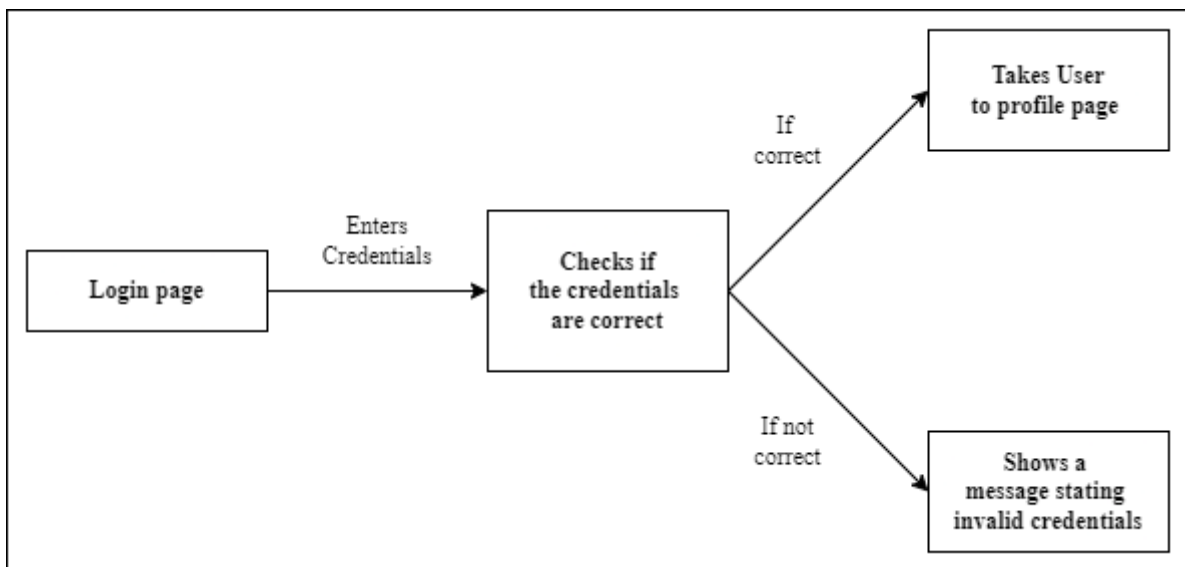 Login page
Enters
Credentials
Checks if
the credentials
are correct
If
correct
Takes User
to profile page
If not
correct
Shows a
message stating
invalid credentials